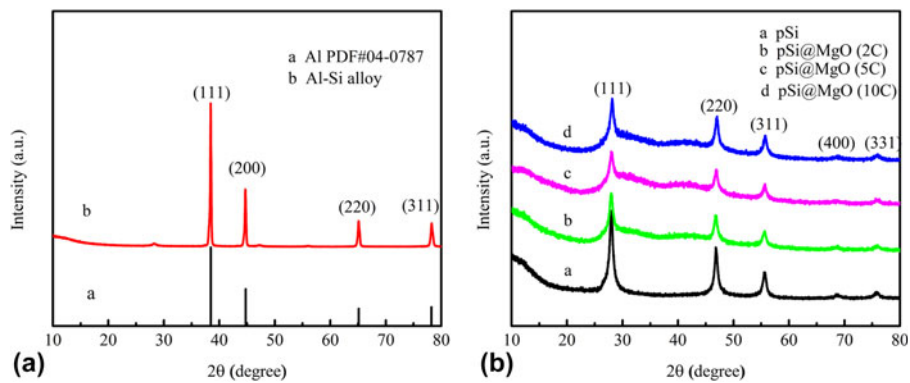 a Al PDF#04-0787
b Al-Si alloy
(111)
(200)
(220)
(311)
b
a
Intensity (a.u.)
10 20 30 40 50 60 70 80
2θ (degree)
(a)
a pSi
b pSi@MgO (2C)
c pSi@MgO (5C)
d pSi@MgO (10C)
(111)
(220)
(311)
(400)
(331)
d
c
b
a
Intensity (a.u.)
10 20 30 40 50 60 70 80
2θ (degree)
(b)